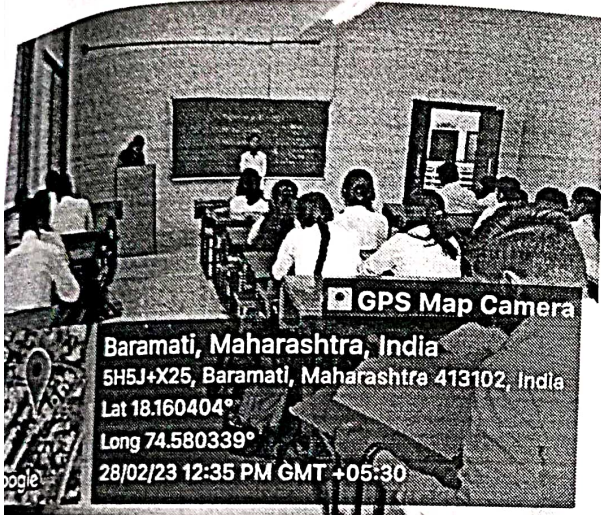 GPS Map Camera
Baramati, Maharashtra, India
5H5J+X25, Baramati, Maharashtra 413102, India
Lat 18.160404°
Long 74.580339°
28/02/23 12:35 PM GMT +05:30
oogle